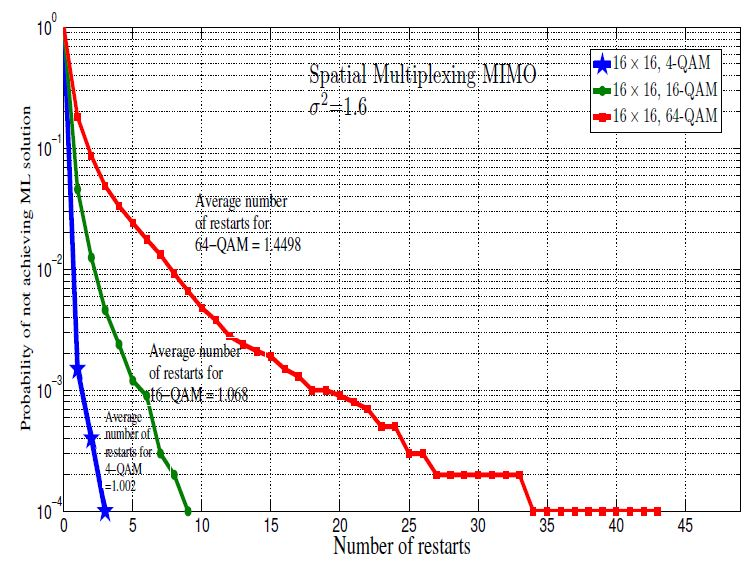 10^0
10^-1
10^-2
10^-3
10^-4
Probability of not achieving ML solution
Spatial Multiplexing MIMO
σ^2=1.6
16 × 16, 4-QAM
16 × 16, 16-QAM
16 × 16, 64-QAM
Average number
of restarts for
64−QAM = 1.4498
Average number
of restarts for
16−QAM = 1.068
Average
number of
restarts for
4−QAM
=1.002
0 5 10 15 20 25 30 35 40 45
Number of restarts